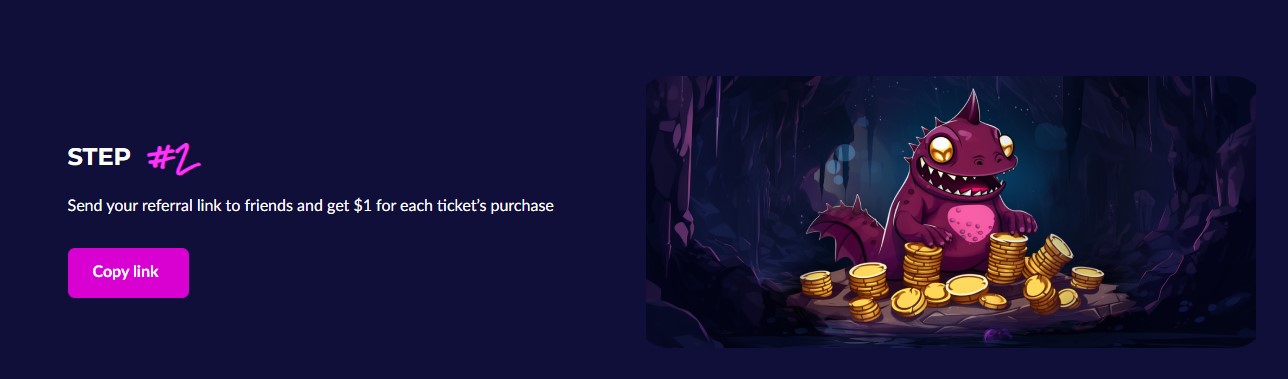 STEP #2
Send your referral link to friends and get $1 for each ticket's purchase
Copy link